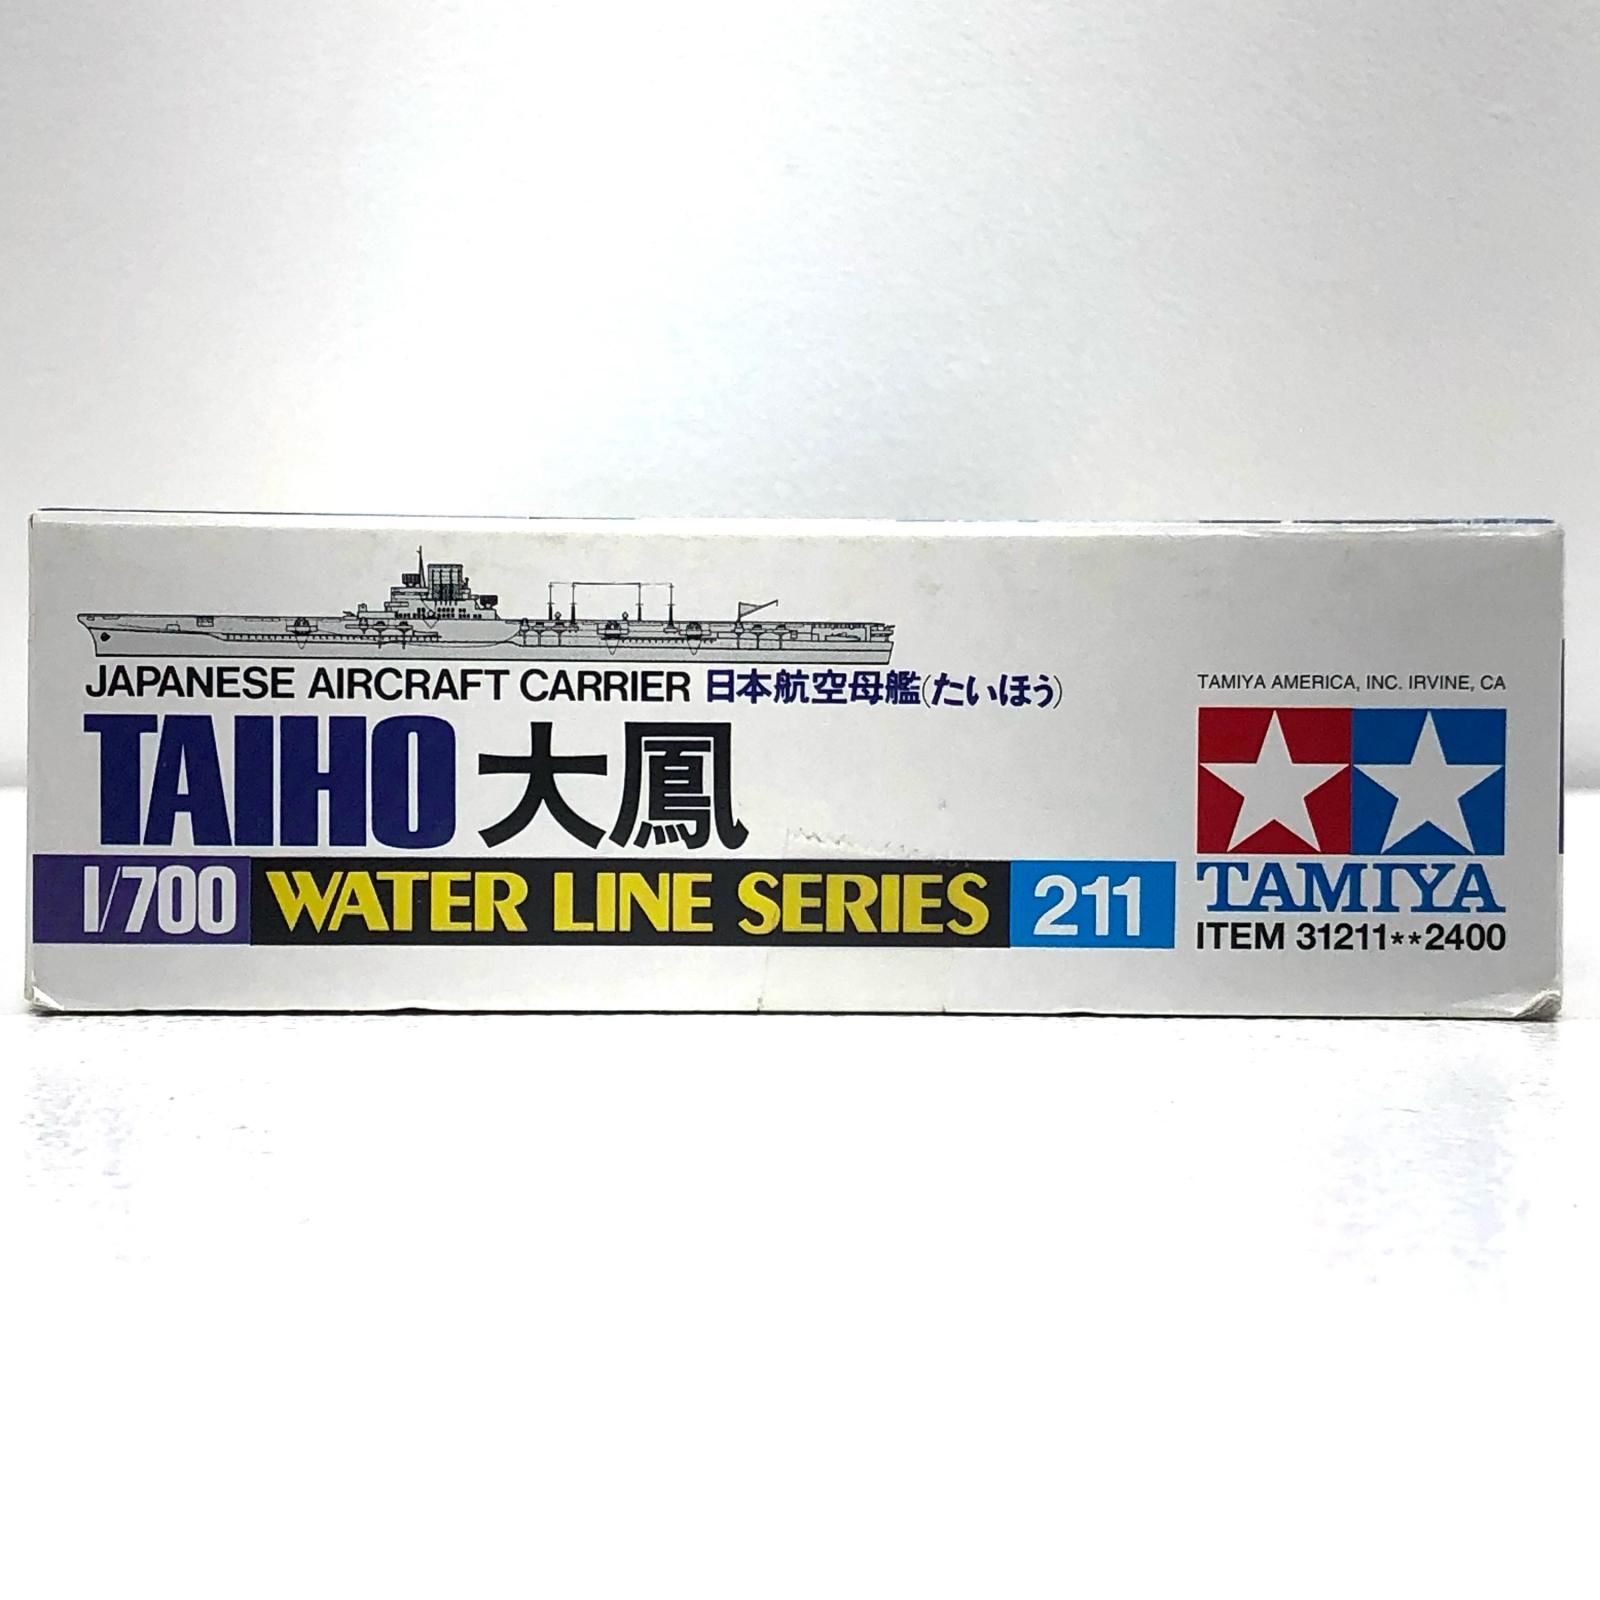 JAPANESE AIRCRAFT CARRIER 日本航空母艦(たいほう)
TAIHO 大鳳
1/700 WATER LINE SERIES 211
TAMIYA AMERICA, INC. IRVINE, CA
TAMIYA
ITEM 31211**2400